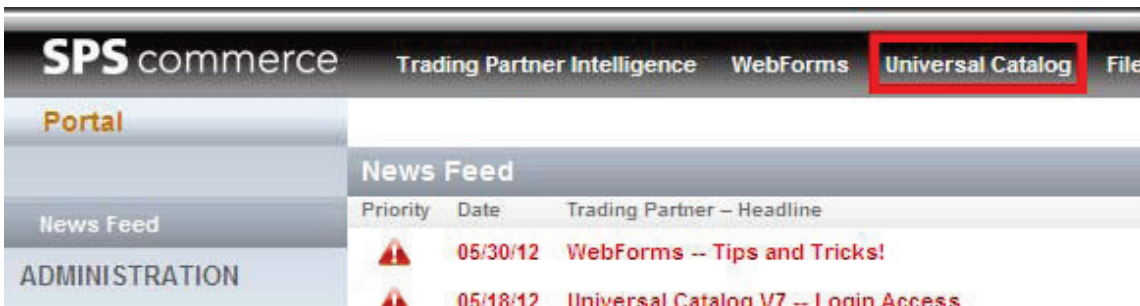 SPS commerce Trading Partner Intelligence WebForms Universal Catalog File
Portal
News Feed
Priority Date Trading Partner – Headline
News Feed
05/30/12 WebForms -- Tips and Tricks!
ADMINISTRATION
05/18/12 Universal Catalog V7 -- Login Access